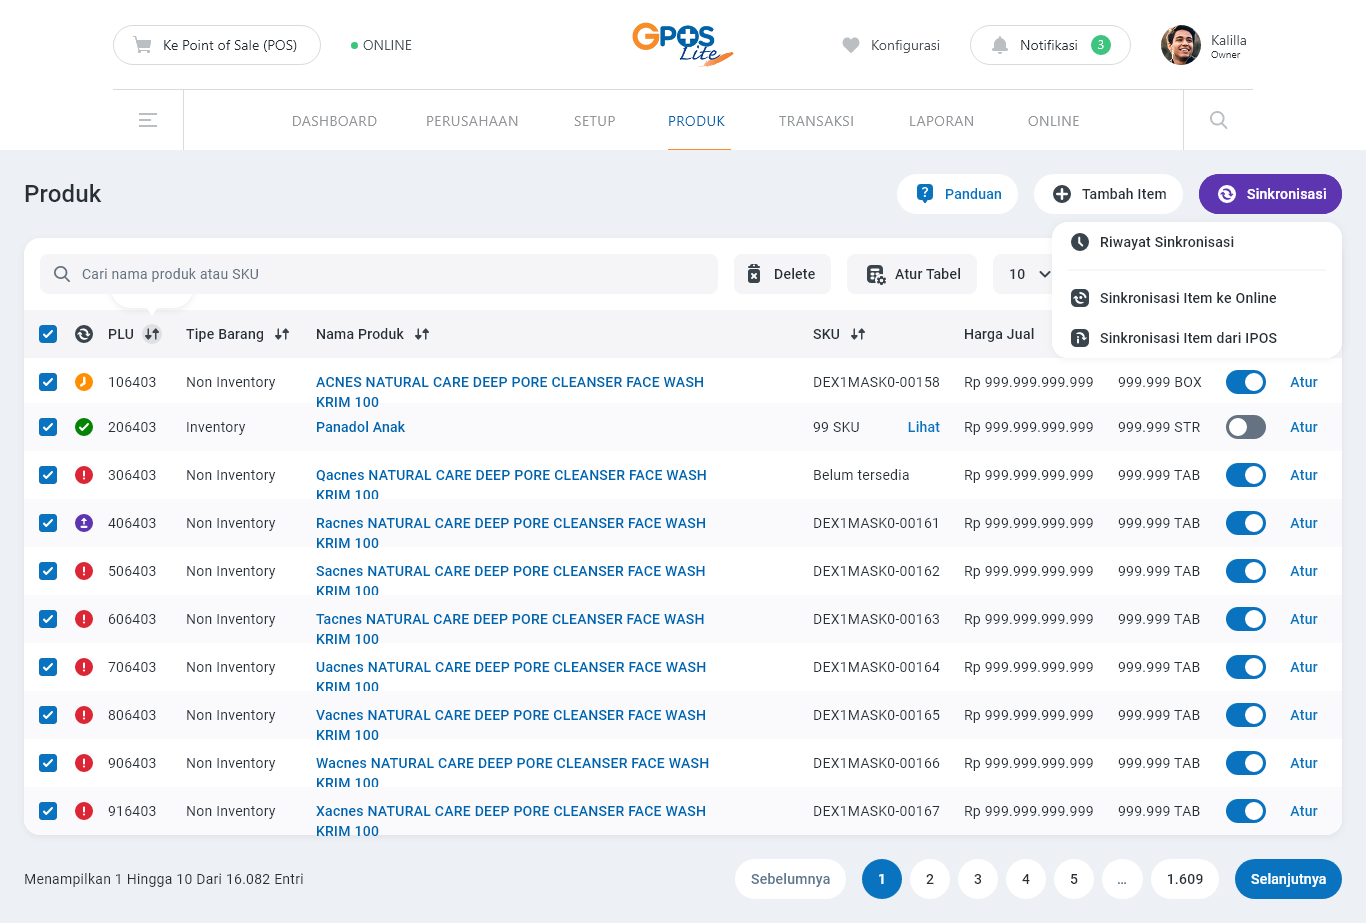 Ke Point of Sale (POS)
ONLINE
GPOS
Lite
Konfigurasi
Notifikasi
3
Kalilla
Owner
DASHBOARD
PERUSAHAAN
SETUP
PRODUK
TRANSAKSI
LAPORAN
ONLINE
Produk
? Panduan
Tambah Item
Sinkronisasi
Riwayat Sinkronisasi
Sinkronisasi Item ke Online
Sinkronisasi Item dari IPOS
Cari nama produk atau SKU
Delete
Atur Tabel
10
PLU Tipe Barang Nama Produk SKU Harga Jual
106403 Non Inventory ACNES NATURAL CARE DEEP PORE CLEANSER FACE WASH DEX1MASK0-00158 Rp 999.999.999.999 999.999 BOX Atur
KRIM 100
206403 Inventory Panadol Anak 99 SKU Lihat Rp 999.999.999.999 999.999 STR Atur
306403 Non Inventory Qacnes NATURAL CARE DEEP PORE CLEANSER FACE WASH Belum tersedia Rp 999.999.999.999 999.999 TAB Atur
KRIM 100
406403 Non Inventory Racnes NATURAL CARE DEEP PORE CLEANSER FACE WASH DEX1MASK0-00161 Rp 999.999.999.999 999.999 TAB Atur
KRIM 100
506403 Non Inventory Sacnes NATURAL CARE DEEP PORE CLEANSER FACE WASH DEX1MASK0-00162 Rp 999.999.999.999 999.999 TAB Atur
KRIM 100
606403 Non Inventory Tacnes NATURAL CARE DEEP PORE CLEANSER FACE WASH DEX1MASK0-00163 Rp 999.999.999.999 999.999 TAB Atur
KRIM 100
706403 Non Inventory Uacnes NATURAL CARE DEEP PORE CLEANSER FACE WASH DEX1MASK0-00164 Rp 999.999.999.999 999.999 TAB Atur
KRIM 100
806403 Non Inventory Vacnes NATURAL CARE DEEP PORE CLEANSER FACE WASH DEX1MASK0-00165 Rp 999.999.999.999 999.999 TAB Atur
KRIM 100
906403 Non Inventory Wacnes NATURAL CARE DEEP PORE CLEANSER FACE WASH DEX1MASK0-00166 Rp 999.999.999.999 999.999 TAB Atur
KRIM 100
916403 Non Inventory Xacnes NATURAL CARE DEEP PORE CLEANSER FACE WASH DEX1MASK0-00167 Rp 999.999.999.999 999.999 TAB Atur
KRIM 100
Menampilkan 1 Hingga 10 Dari 16.082 Entri
Sebelumnya 1 2 3 4 5 ... 1.609 Selanjutnya